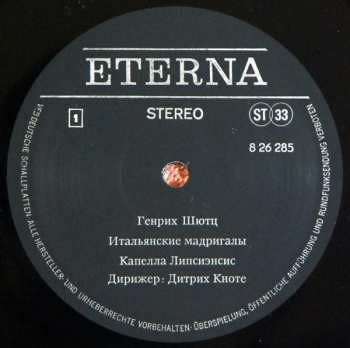 ETERNA
STEREO
1
ST 33
8 26 285
Генрих Шютц
Итальянские мадригалы
Капелла Липсиэнсис
Дирижер: Дитрих Кноте
VEB DEUTSCHE SCHALLPLATTEN · ALLE HERSTELLER- UND URHEBERRECHTE VORBEHALTEN · ÜBERSPIELUNG, ÖFFENTLICHE AUFFÜHRUNG UND RUNDFUNKSENDUNG VERBOTEN